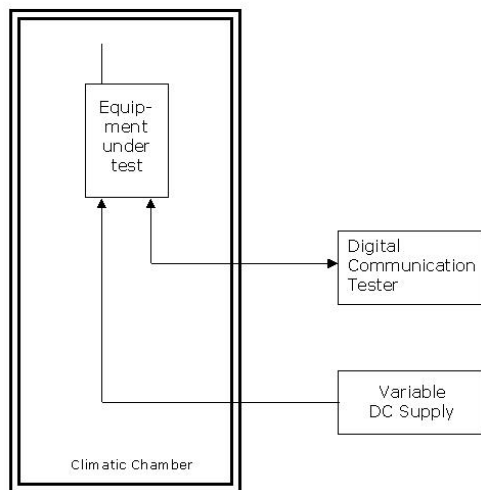 Equip-
ment
under
test
Digital
Communication
Tester
Variable
DC Supply
Climatic Chamber